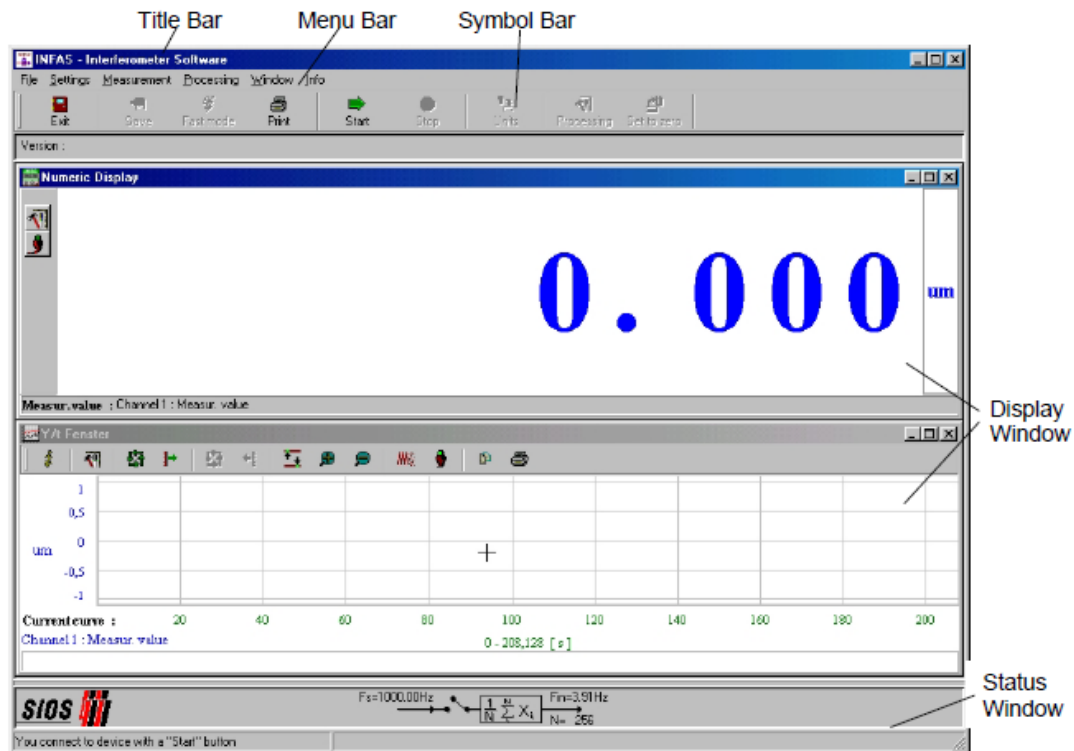 Title Bar Menu Bar Symbol Bar
INFAS - Interferometer Software
File Settings Measurement Processing Window Info
Exit Save Fast mode Print Start Stop Units Processing Set to zero
Version :
Numeric Display
0.000 um
Measur. value : Channel 1 : Measur. value
Display
Window
Y/t Fenster
1
0,5
um 0
-0,5
-1
Current curve : 20 40 60 80 100 120 140 160 180 200
Channel 1 : Measur. value 0 - 208,128 [ s ]
Status
Window
SIOS
Fs=1000.00Hz 1/N N Σ Xi Fin=3.91Hz
N= 256
You connect to device with a "Start" button